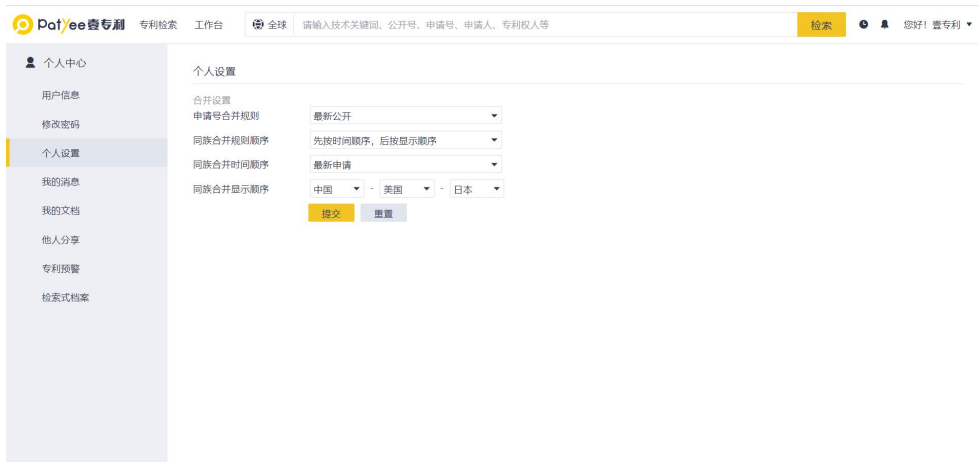 Patyee壹专利 专利检索 工作台 全球 请输入技术关键词、公开号、申请号、申请人、专利权人等 检索 您好！壹专利
个人中心
用户信息
修改密码
个人设置
我的消息
我的文档
他人分享
专利预警
检索式档案
个人设置
合并设置
申请号合并规则 最新公开
同族合并规则顺序 先按时间顺序，后按显示顺序
同族合并时间顺序 最新申请
同族合并显示顺序 中国 - 美国 - 日本
提交 重置